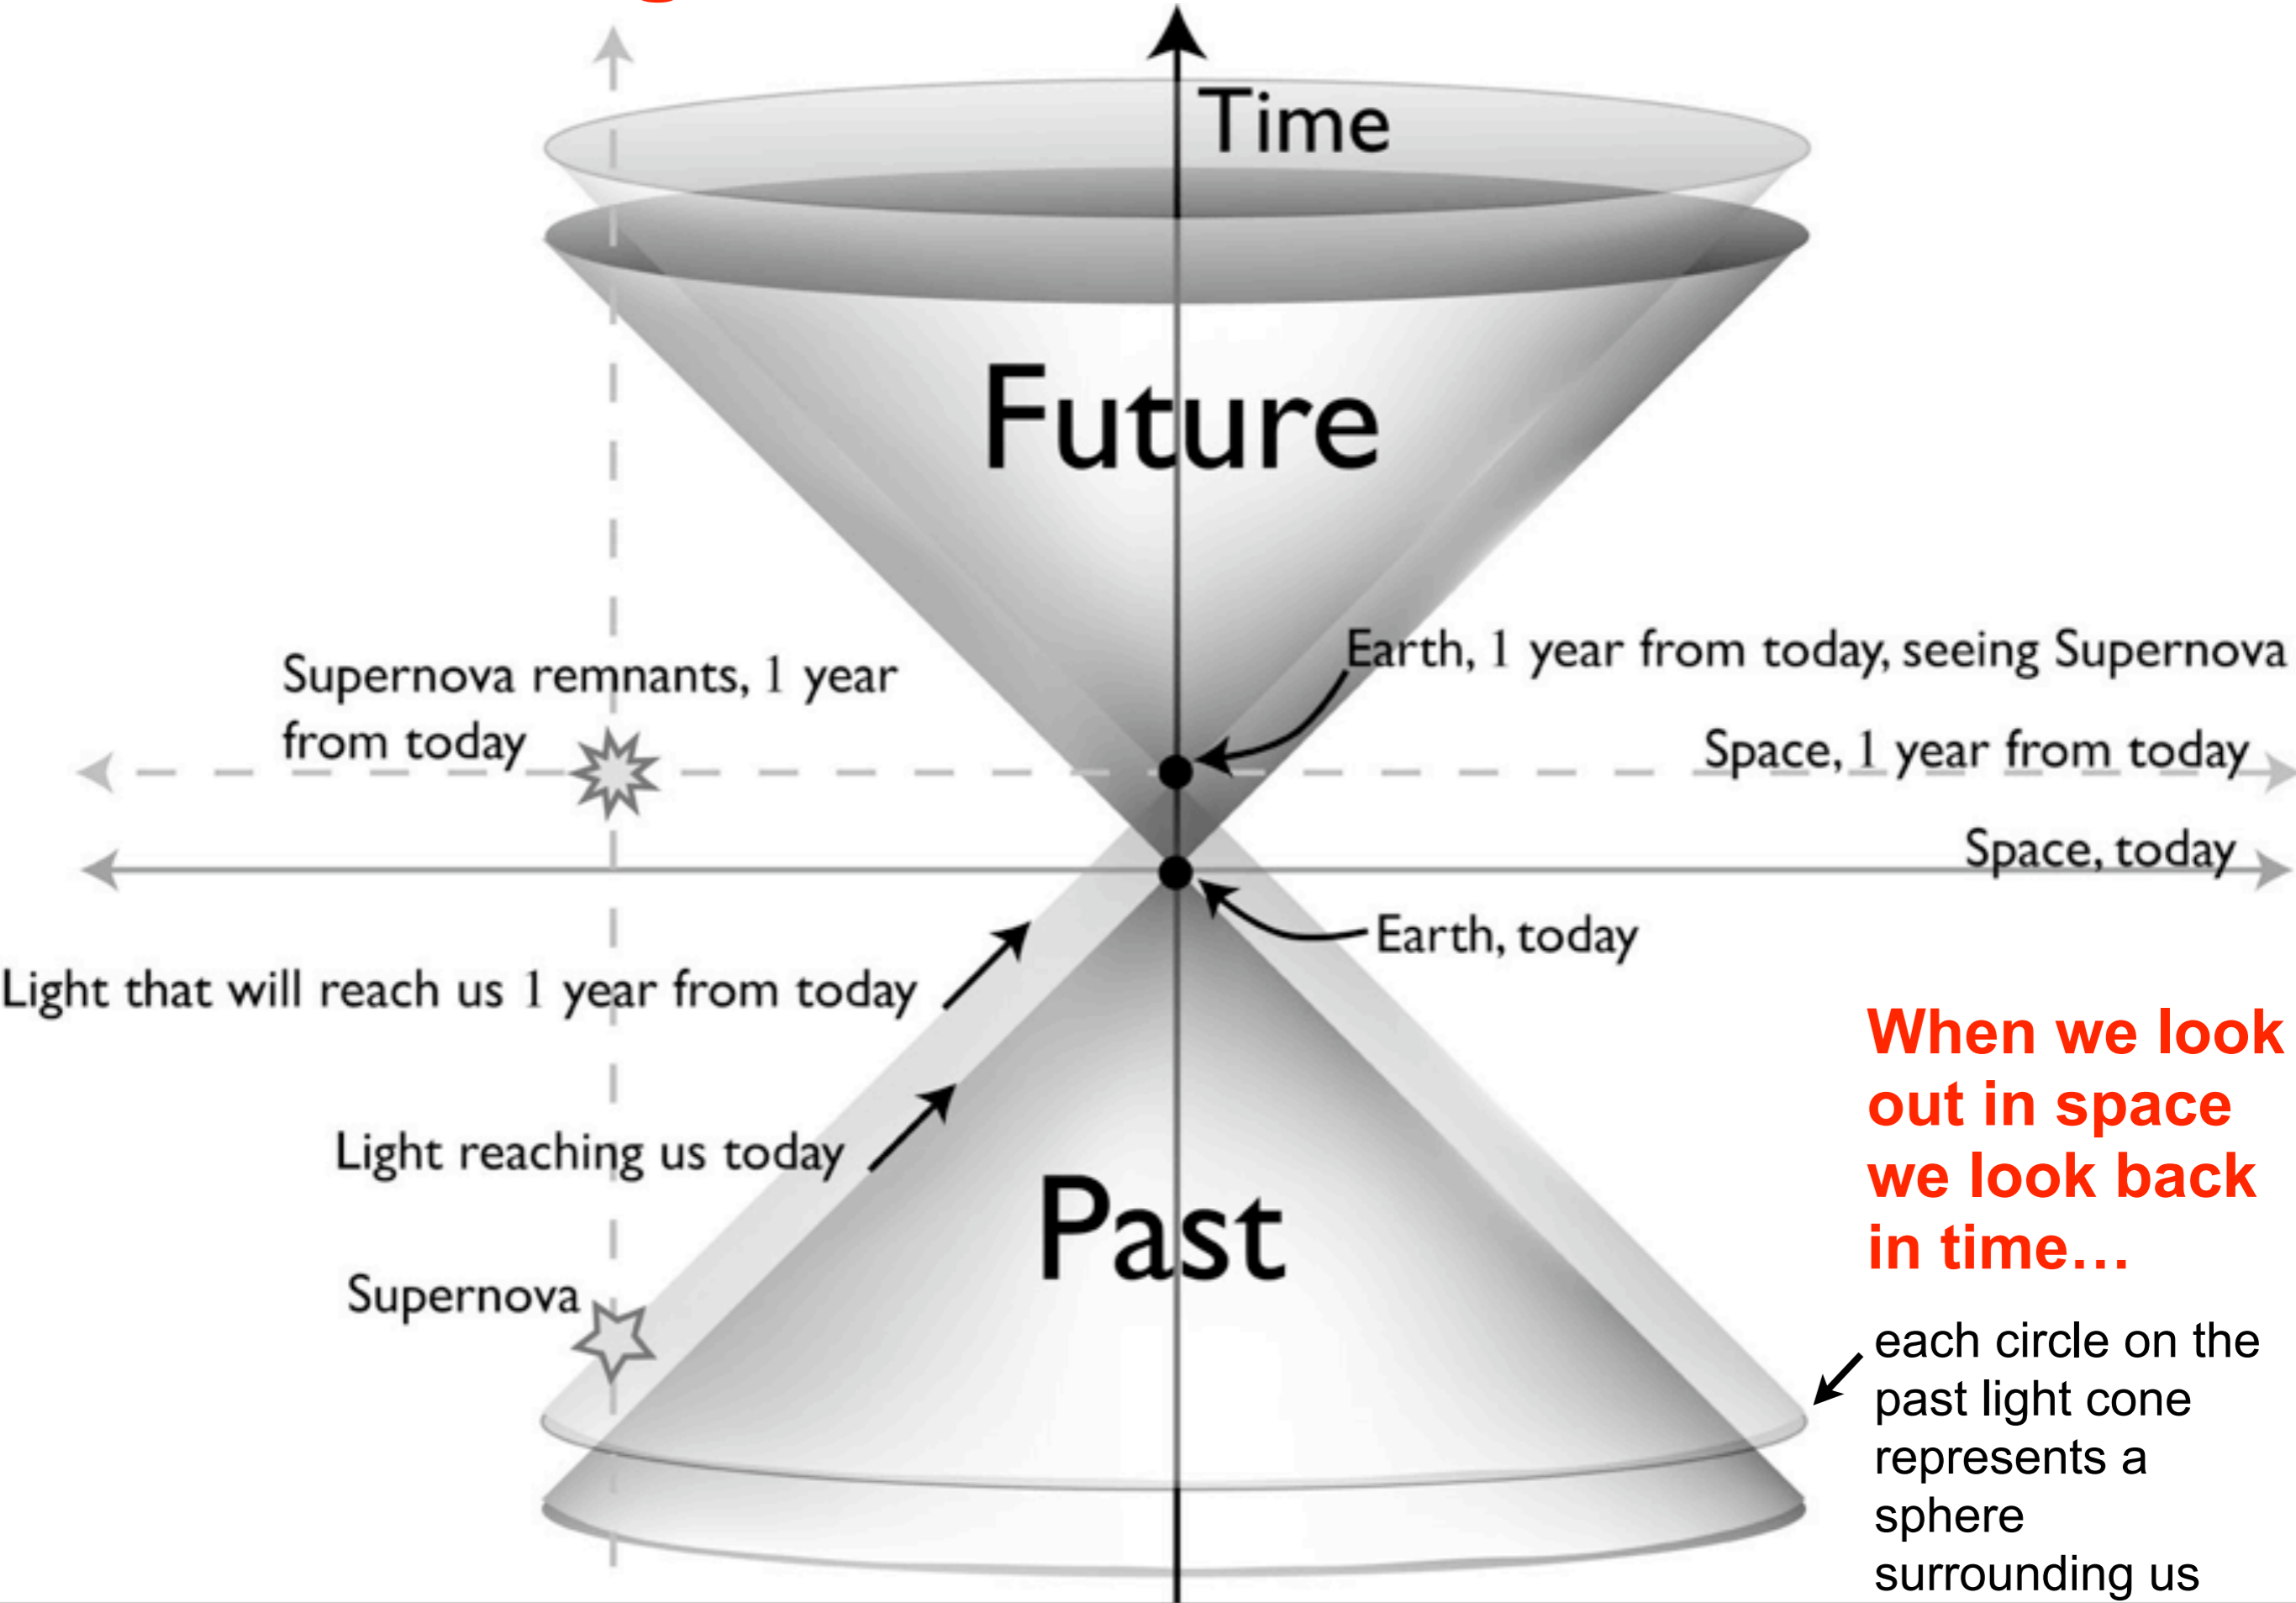 Time
Future
Supernova remnants, 1 year
from today
Earth, 1 year from today, seeing Supernova
Space, 1 year from today
Space, today
Earth, today
Light that will reach us 1 year from today
When we look
out in space
we look back
in time…
Light reaching us today
Past
Supernova
each circle on the
past light cone
represents a
sphere
surrounding us